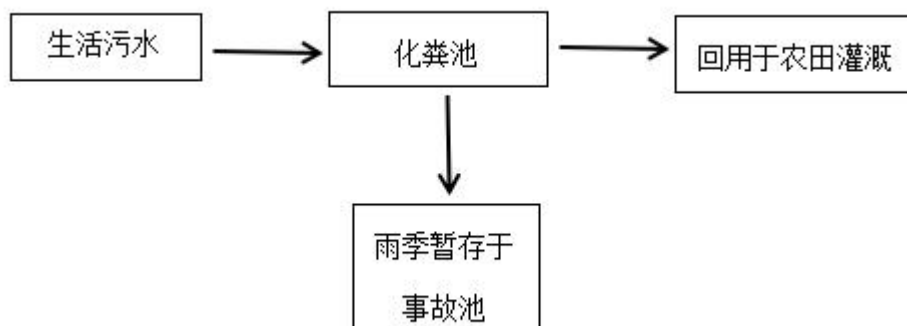 生活污水
化粪池
回用于农田灌溉
雨季暂存于
事故池